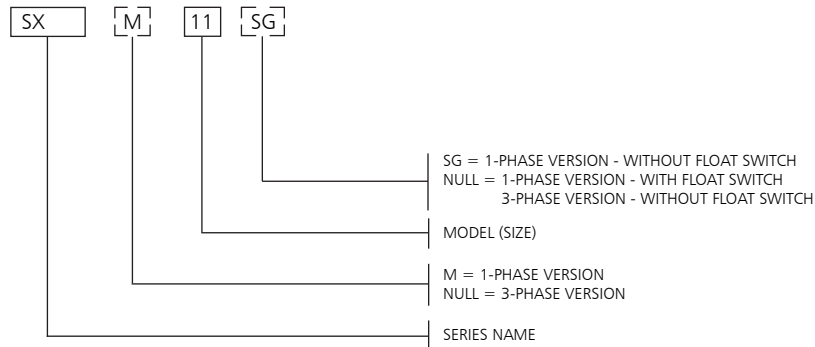 SX M 11 SG
SG = 1-PHASE VERSION - WITHOUT FLOAT SWITCH
NULL = 1-PHASE VERSION - WITH FLOAT SWITCH
3-PHASE VERSION - WITHOUT FLOAT SWITCH
MODEL (SIZE)
M = 1-PHASE VERSION
NULL = 3-PHASE VERSION
SERIES NAME